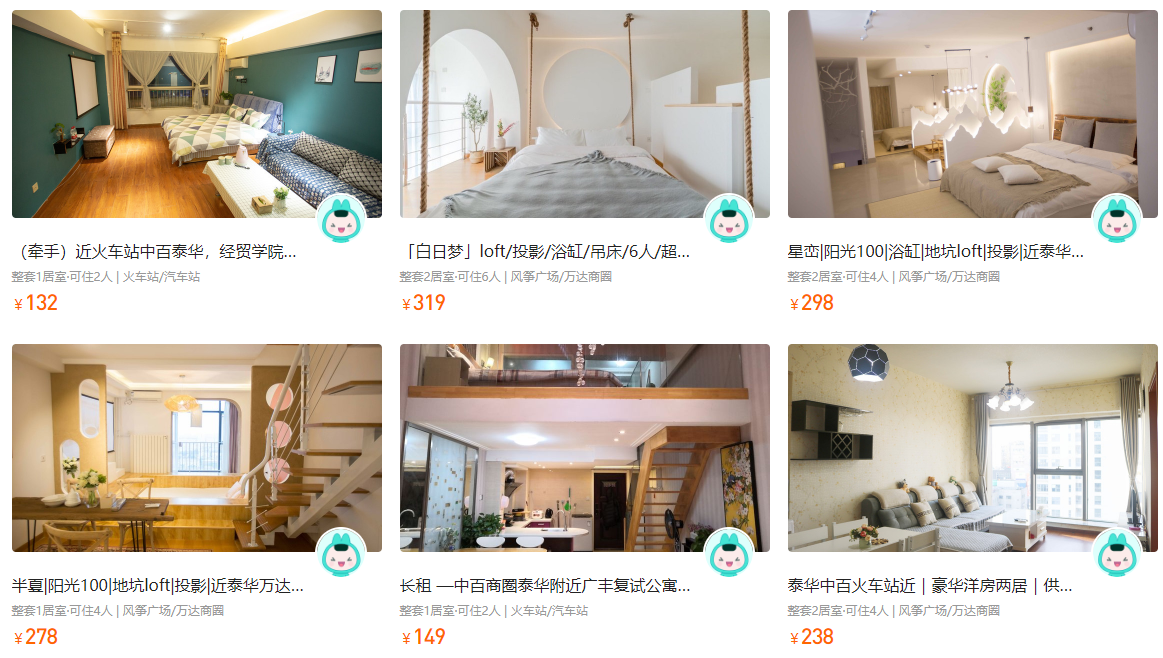 （牵手）近火车站中百泰华，经贸学院...
整套1居室·可住2人 | 火车站/汽车站
¥132
「白日梦」loft/投影/浴缸/吊床/6人/超...
整套2居室·可住6人 | 风筝广场/万达商圈
¥319
星峦|阳光100|浴缸|地坑loft|投影|近泰华...
整套2居室·可住4人 | 风筝广场/万达商圈
¥298
半夏|阳光100|地坑loft|投影|近泰华万达...
整套1居室·可住4人 | 风筝广场/万达商圈
¥278
长租 —中百商圈泰华附近广丰复试公寓...
整套1居室·可住2人 | 火车站/汽车站
¥149
泰华中百火车站近｜豪华洋房两居｜供...
整套2居室·可住4人 | 风筝广场/万达商圈
¥238